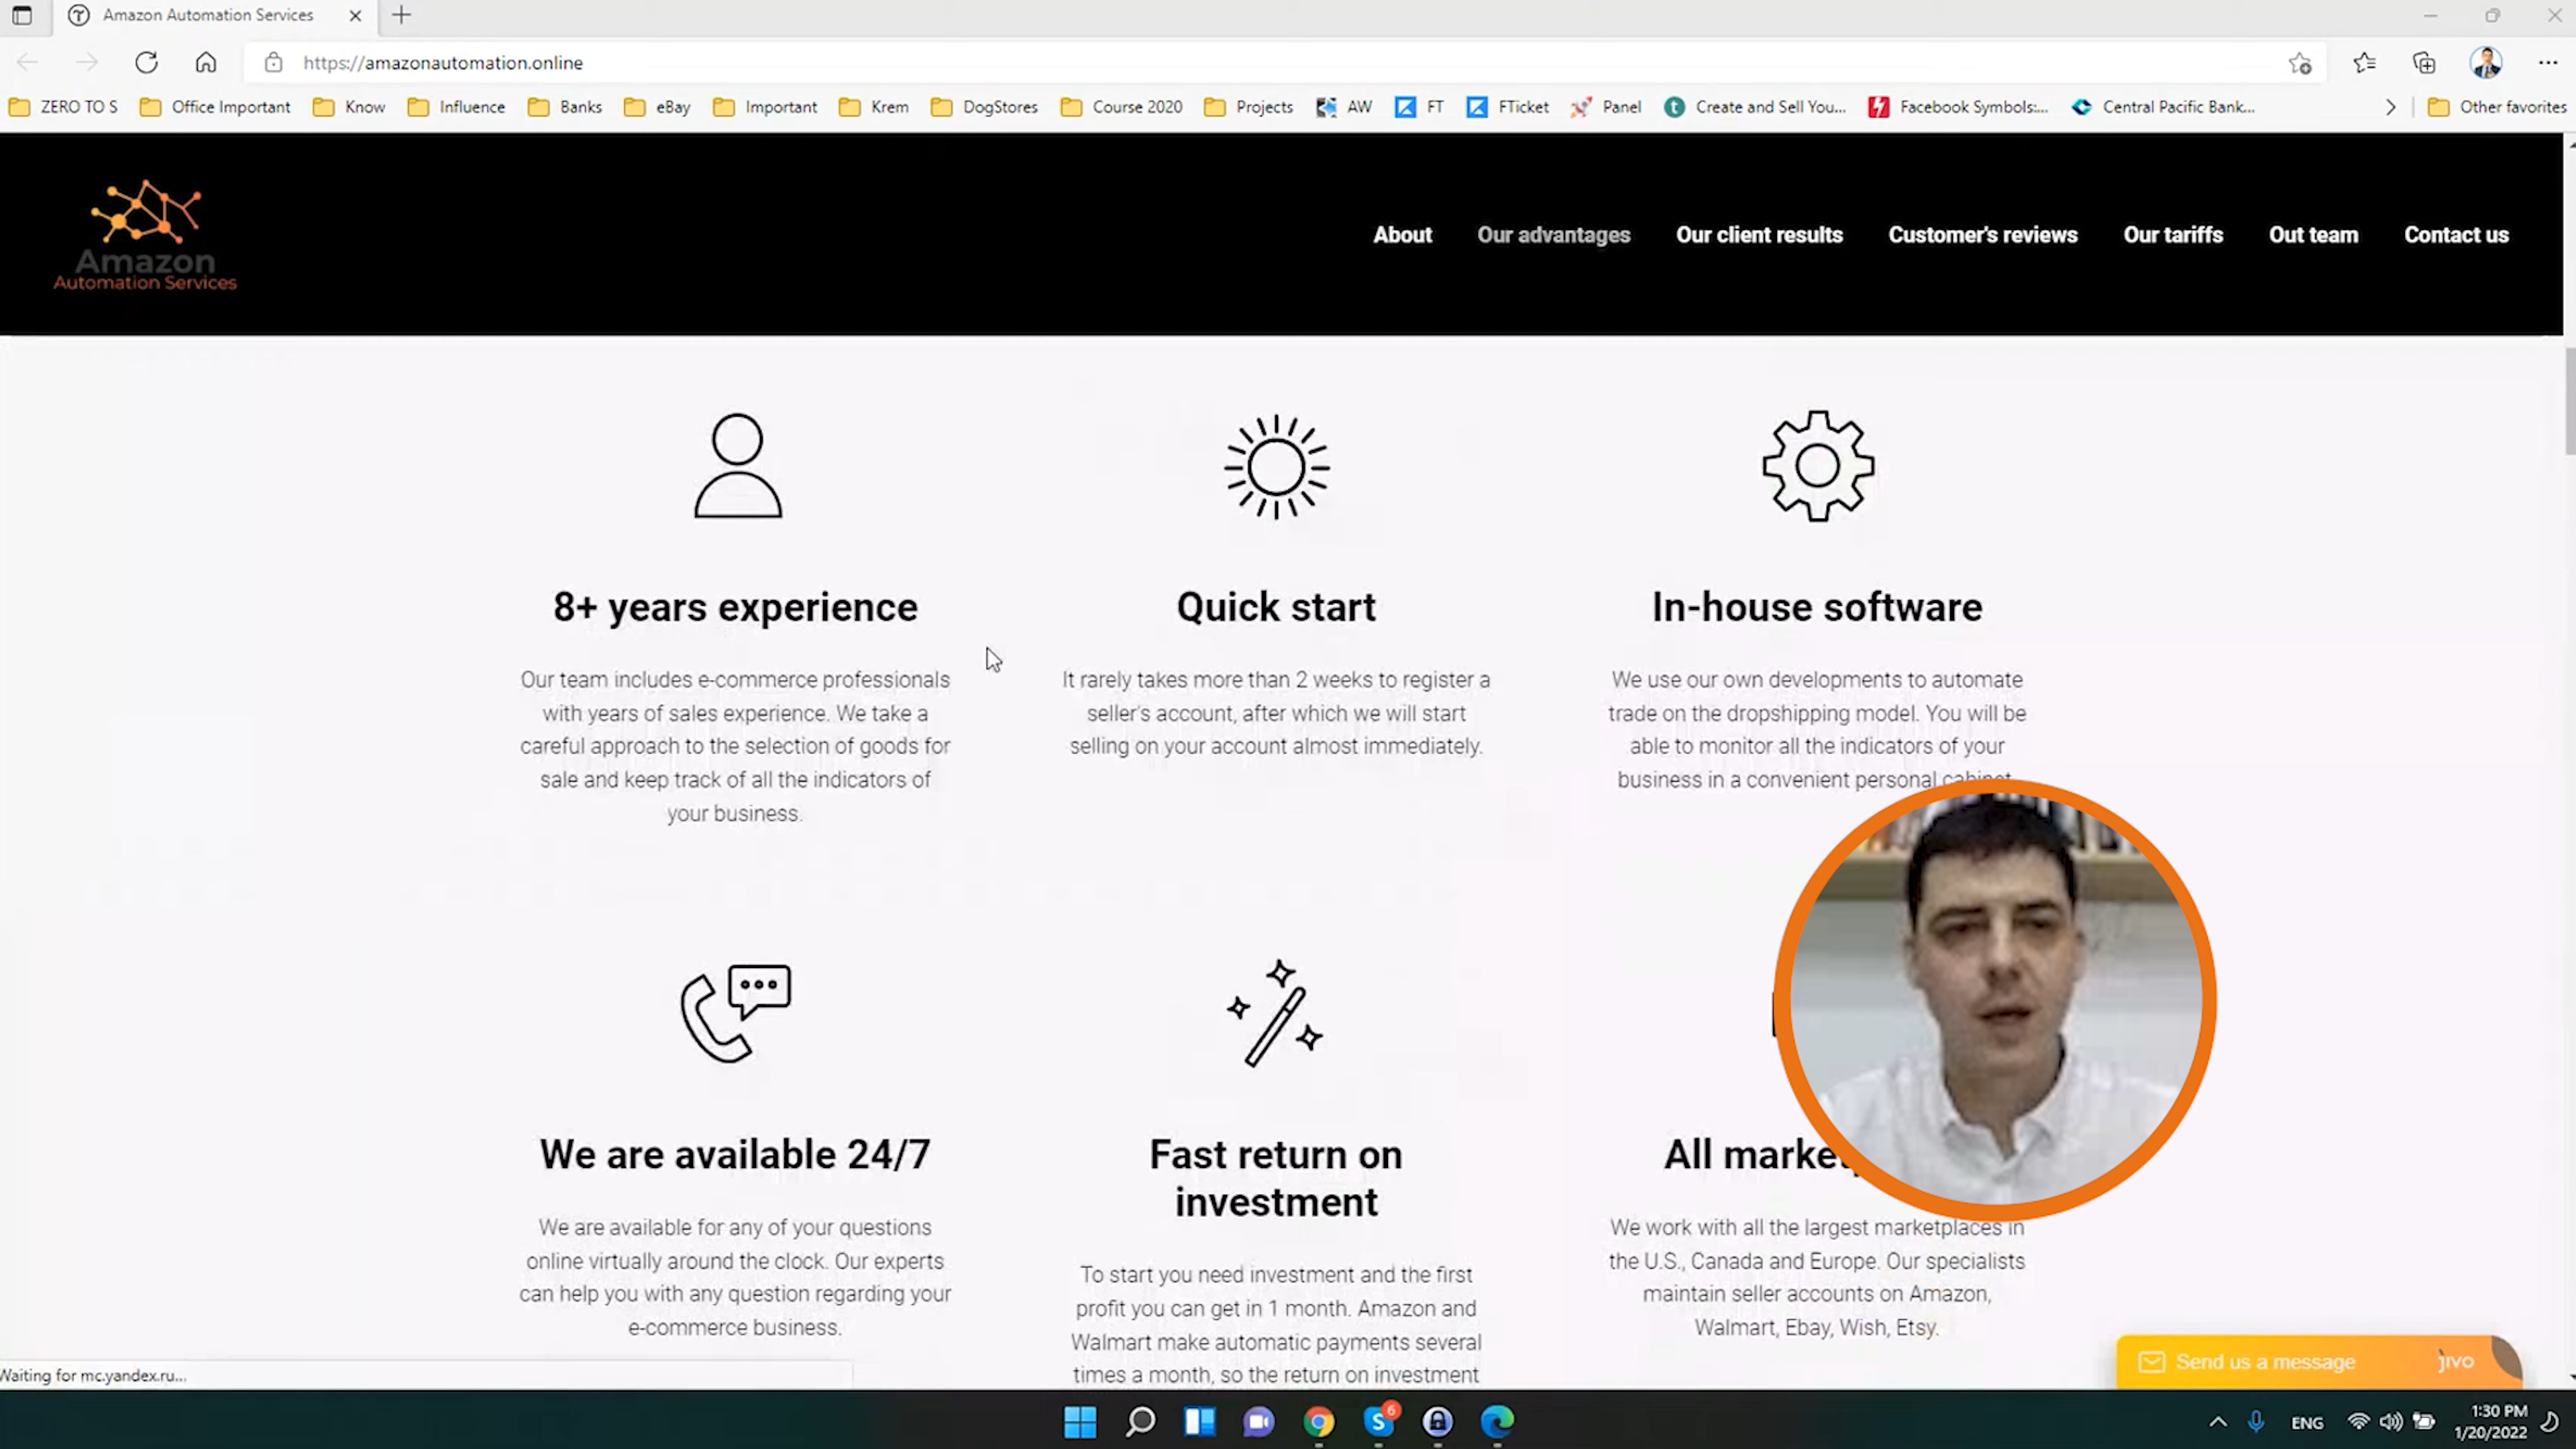 Amazon Automation Services
https://amazonautomation.online
ZERO TO S
Office Important
Know
Influence
Banks
eBay
Important
Krem
DogStores
Course 2020
Projects
AW
FT
FTicket
Panel
Create and Sell You...
Facebook Symbols:...
Central Pacific Bank...
Other favorites
Amazon
Automation Services
About
Our advantages
Our client results
Customer's reviews
Our tariffs
Out team
Contact us
8+ years experience
Our team includes e-commerce professionals
with years of sales experience. We take a
careful approach to the selection of goods for
sale and keep track of all the indicators of
your business.
Quick start
It rarely takes more than 2 weeks to register a
seller's account, after which we will start
selling on your account almost immediately.
In-house software
We use our own developments to automate
trade on the dropshipping model. You will be
able to monitor all the indicators of your
business in a convenient personal cabinet
We are available 24/7
We are available for any of your questions
online virtually around the clock. Our experts
can help you with any question regarding your
e-commerce business.
Fast return on
investment
To start you need investment and the first
profit you can get in 1 month. Amazon and
Walmart make automatic payments several
times a month, so the return on investment
All
We work with all the largest marketplaces in
the U.S., Canada and Europe. Our specialists
maintain seller accounts on Amazon,
Walmart, Ebay, Wish, Etsy.
Waiting for mc.yandex.ru...
Send us a message
jivo
6
ENG
1:30 PM
1/20/2022